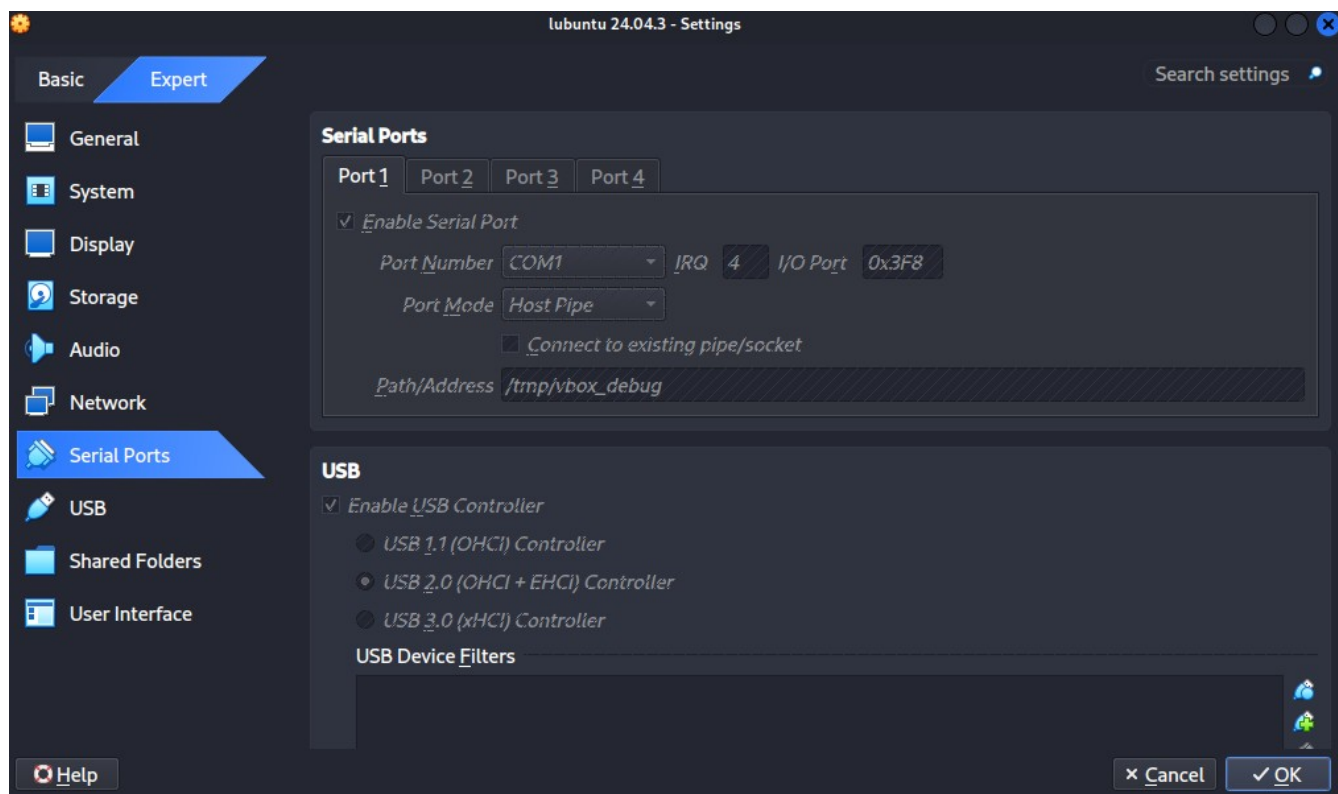 lubuntu 24.04.3 - Settings
Basic
Expert
Search settings
General
System
Display
Storage
Audio
Network
Serial Ports
USB
Shared Folders
User Interface
Serial Ports
Port 1 Port 2 Port 3 Port 4
Enable Serial Port
Port Number COM1 IRQ 4 I/O Port 0x3F8
Port Mode Host Pipe
Connect to existing pipe/socket
Path/Address /tmp/vbox_debug
USB
Enable USB Controller
USB 1.1 (OHCI) Controller
USB 2.0 (OHCI + EHCI) Controller
USB 3.0 (xHCI) Controller
USB Device Filters
Help
Cancel
OK